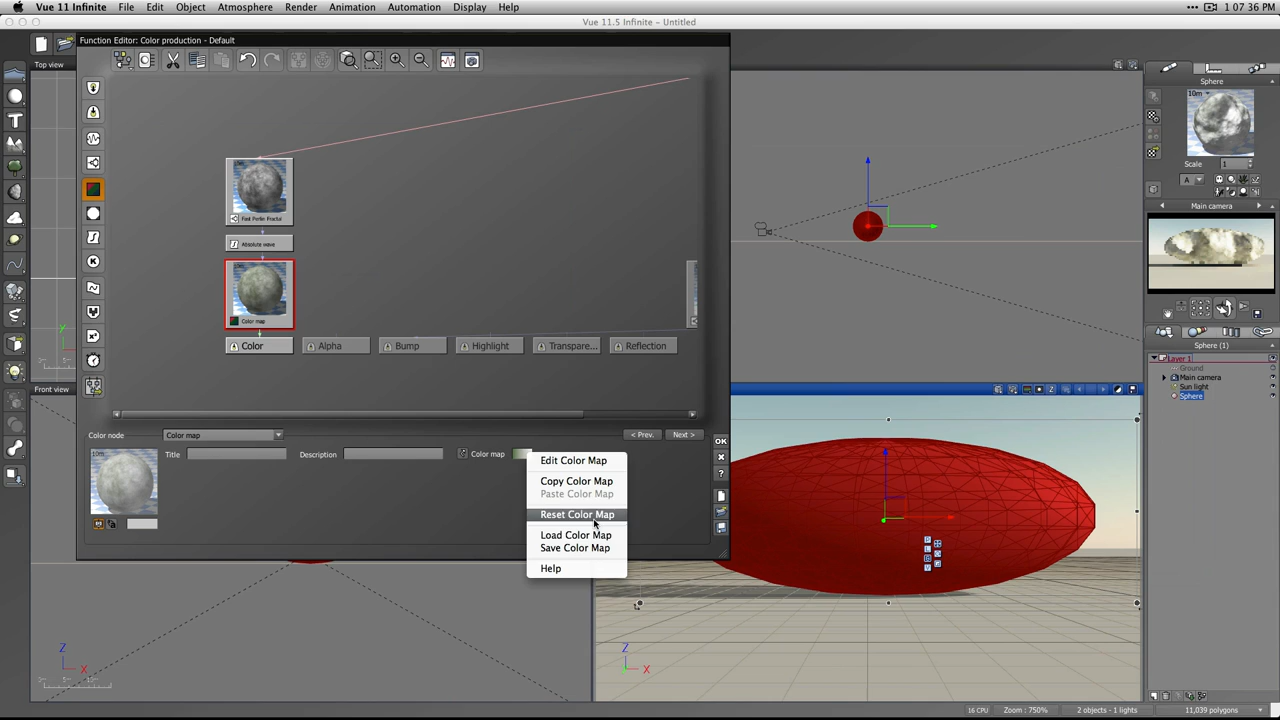 Vue 11 Infinite File Edit Object Atmosphere Render Animation Automation Display Help 1 07:36 PM
Vue 11.5 Infinite - Untitled
Function Editor: Color production - Default
Top view
Sphere
10m
Scale 1
A
Fast Perlin Fractal
Main camera
Absolute wave
Color map
Color Alpha Bump Highlight Transpare... Reflection
Sphere (1)
Layer 1
Ground
Main camera
Sun light
Sphere
Front view
Color node Color map < Prev. Next >
OK
10m Title Description Color map
Edit Color Map
Copy Color Map
Paste Color Map
Reset Color Map
Load Color Map
Save Color Map
Help
y
Z
X
Z
X
16 CPU Zoom : 750% 2 objects - 1 lights 11,039 polygons